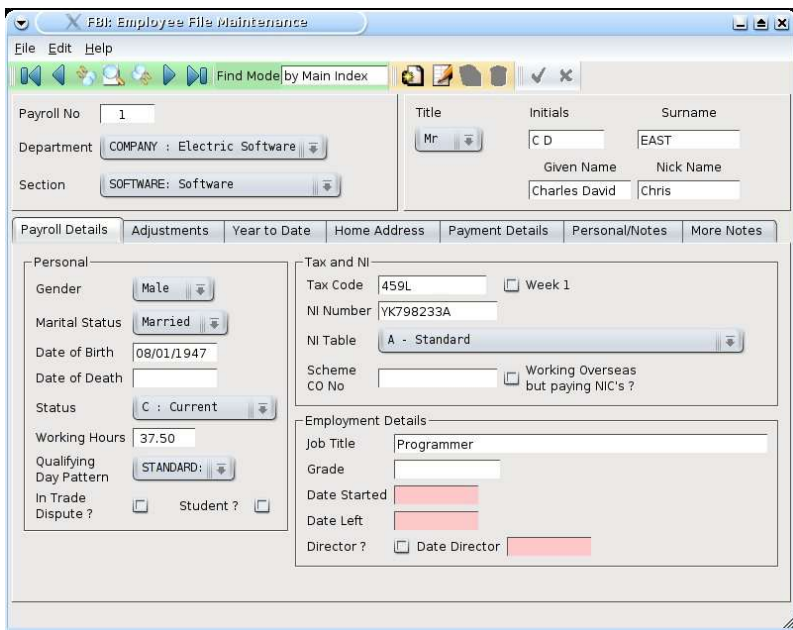 FBI: Employee File Maintenance
File Edit Help
Find Mode by Main Index
Payroll No 1
Department COMPANY : Electric Software
Section SOFTWARE: Software
Title Initials Surname
Mr C D EAST
Given Name Nick Name
Charles David Chris
Payroll Details Adjustments Year to Date Home Address Payment Details Personal/Notes More Notes
Personal
Gender Male
Marital Status Married
Date of Birth 08/01/1947
Date of Death
Status C : Current
Working Hours 37.50
Qualifying
Day Pattern STANDARD:
In Trade
Dispute ? Student ?
Tax and NI
Tax Code 459L Week 1
NI Number YK798233A
NI Table A - Standard
Scheme
CO No
Working Overseas
but paying NIC's ?
Employment Details
Job Title Programmer
Grade
Date Started
Date Left
Director ? Date Director